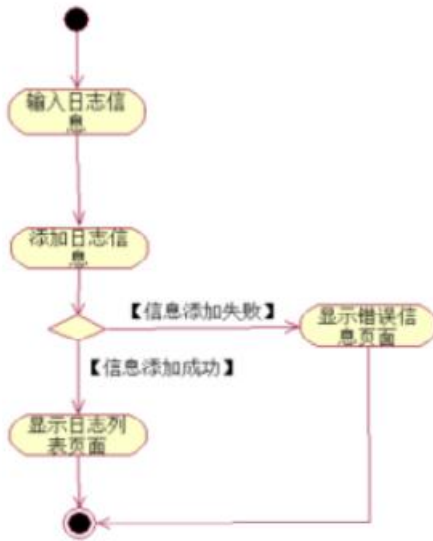 输入日志信
息
添加日志信
息
【信息添加失败】
显示错误信
息页面
【信息添加成功】
显示日志列
表页面